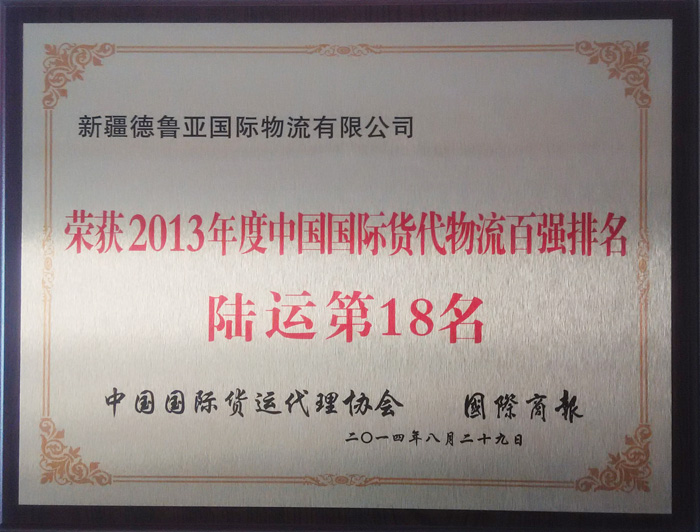 新疆德鲁亚国际物流有限公司
荣获2013年度中国国际货代物流百强排名
陆运第18名
中国国际货运代理协会 國際商報
二〇一四年八月二十九日